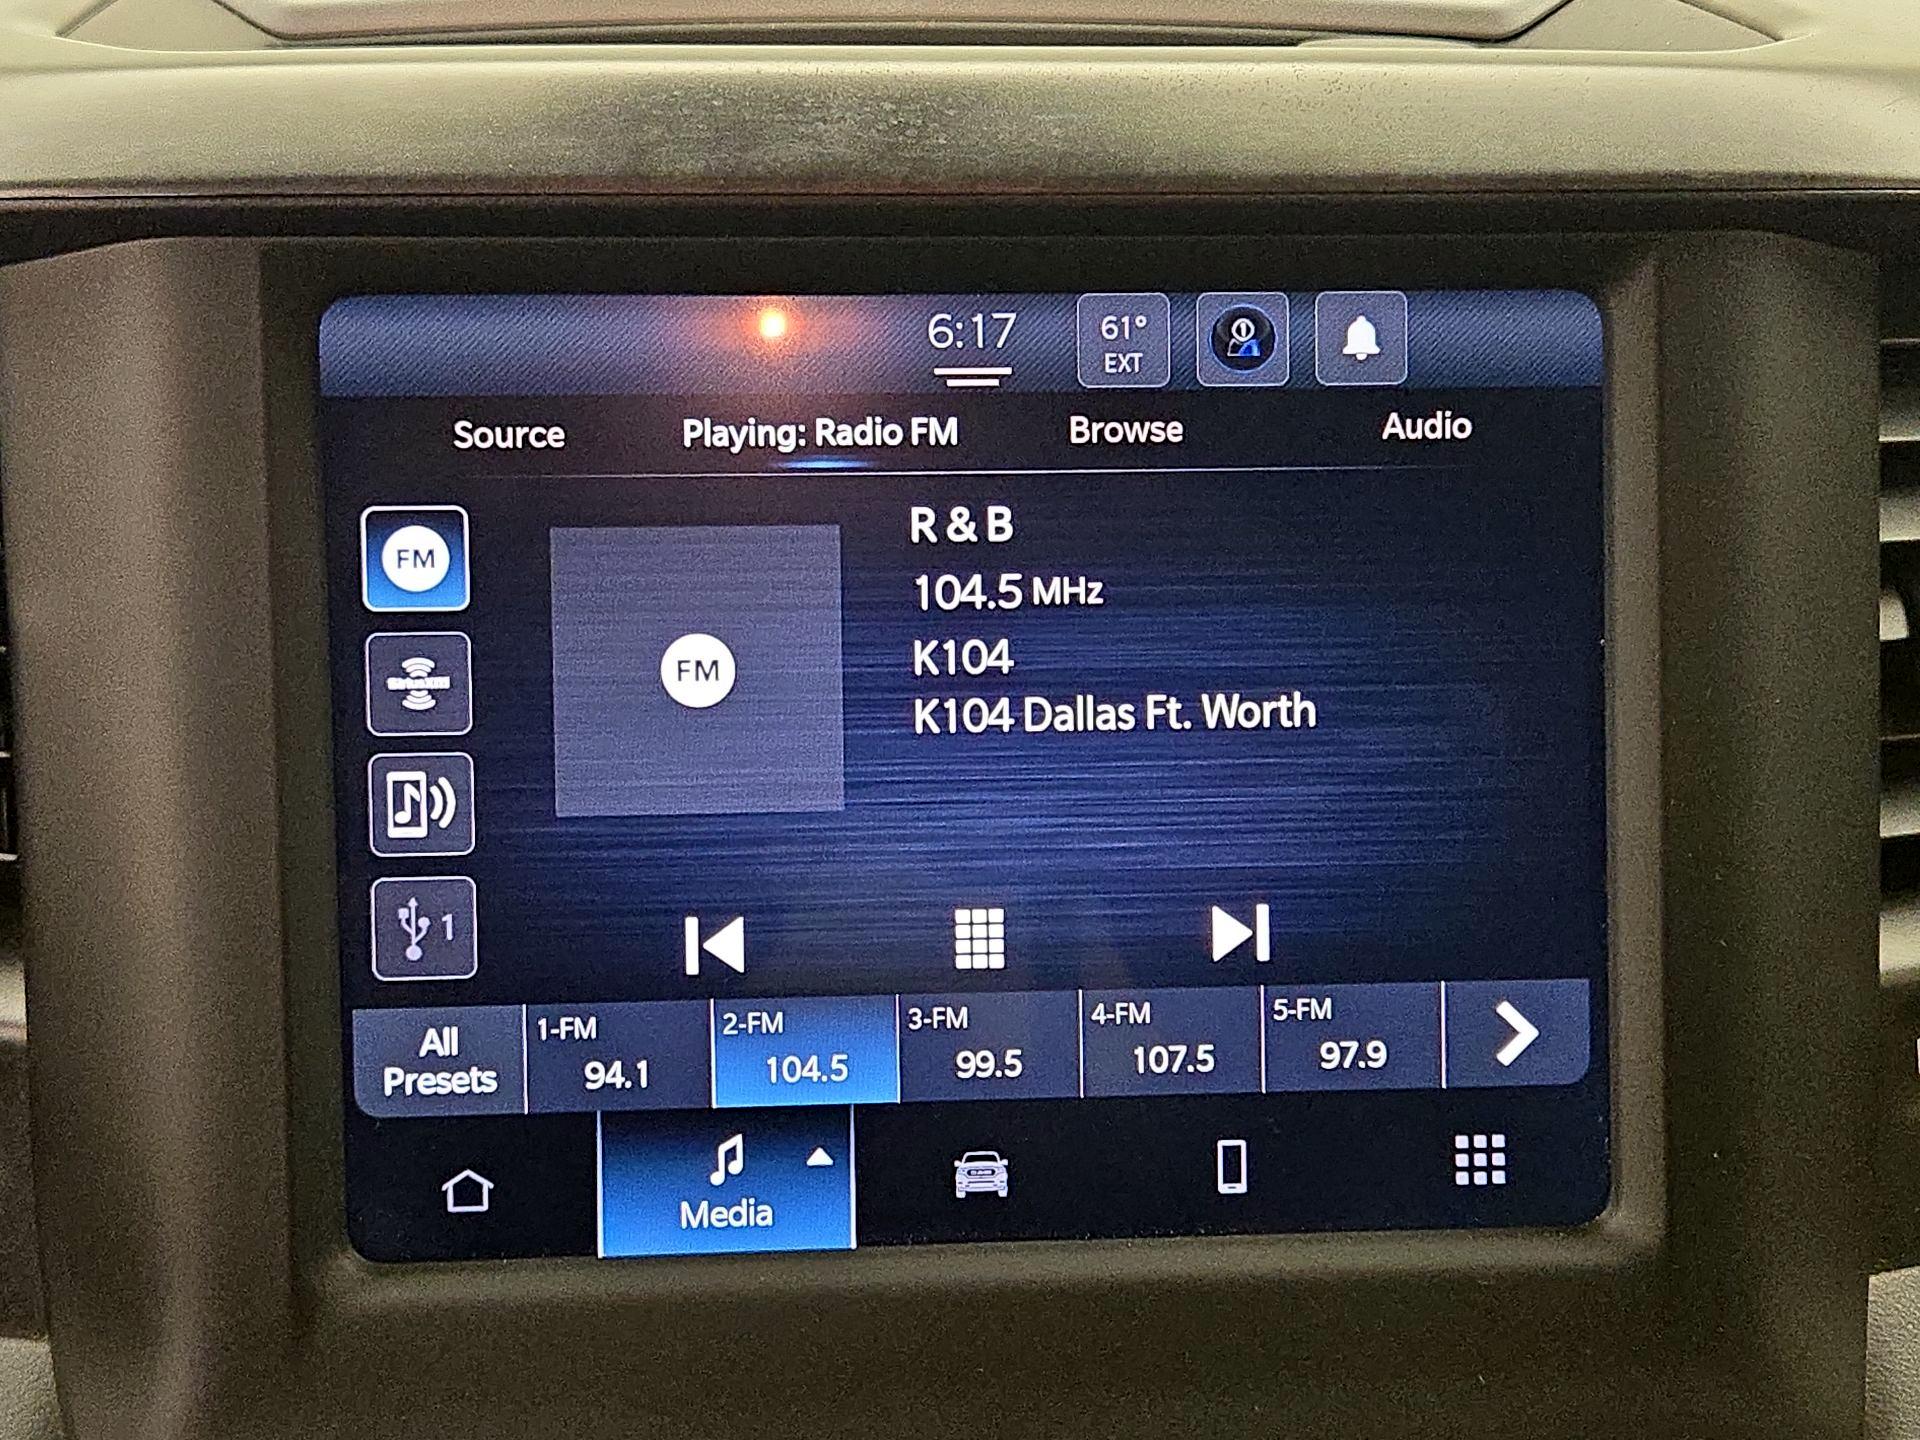 6:17
61°
EXT
Source Playing: Radio FM Browse Audio
FM
SiriusXM
1
FM
R & B
104.5 MHz
K104
K104 Dallas Ft. Worth
All Presets
1-FM 94.1
2-FM 104.5
3-FM 99.5
4-FM 107.5
5-FM 97.9
Media